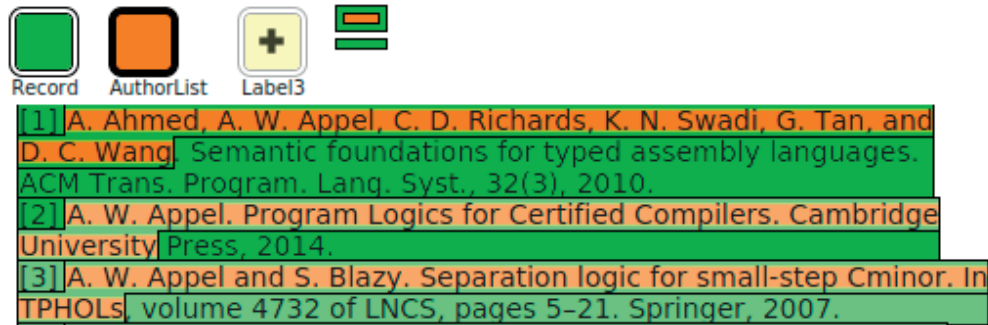 Record AuthorList Label3
[1] A. Ahmed, A. W. Appel, C. D. Richards, K. N. Swadi, G. Tan, and
D. C. Wang. Semantic foundations for typed assembly languages.
ACM Trans. Program. Lang. Syst., 32(3), 2010.
[2] A. W. Appel. Program Logics for Certified Compilers. Cambridge
University Press, 2014.
[3] A. W. Appel and S. Blazy. Separation logic for small-step Cminor. In
TPHOLs, volume 4732 of LNCS, pages 5–21. Springer, 2007.